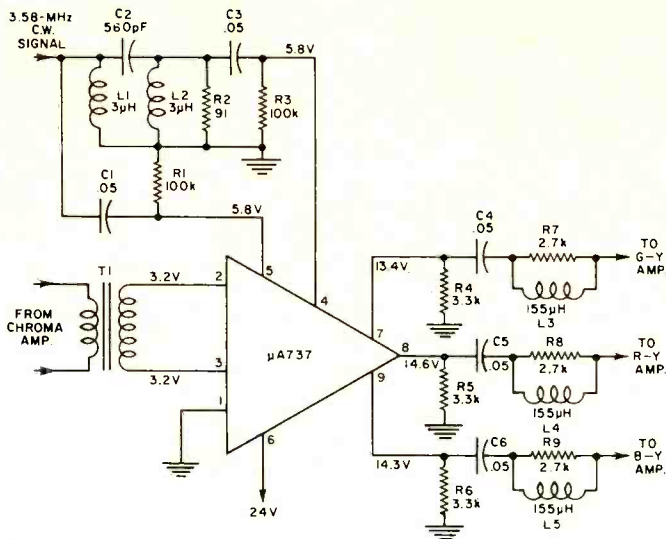 3.58-MHz
C.W.
SIGNAL
C2
560pF
C3
.05
5.8V
L1
3µH
L2
3µH
R2
91
R3
100k
R1
100k
C1
.05
5.8V
T1
FROM
CHROMA
AMP.
3.2V
3.2V
2
3
1
5
4
6
7
8
9
µA737
24V
13.4V
14.6V
14.3V
C4
.05
R4
3.3k
R7
2.7k
155µH
L3
TO
G-Y
AMP.
C5
.05
R5
3.3k
R8
2.7k
155µH
L4
TO
R-Y
AMP.
C6
.05
R6
3.3k
R9
2.7k
155µH
L5
TO
B-Y
AMP.